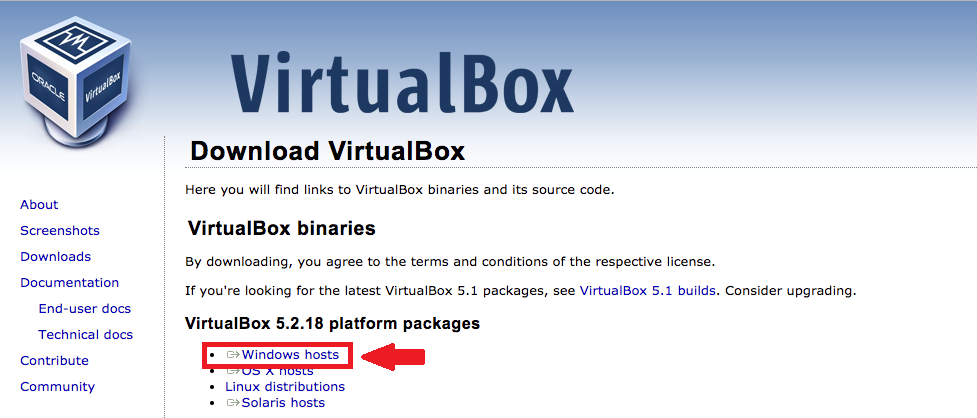 ORACLE
VirtualBox
VirtualBox
Download VirtualBox
Here you will find links to VirtualBox binaries and its source code.
About
Screenshots
Downloads
Documentation
End-user docs
Technical docs
Contribute
Community
VirtualBox binaries
By downloading, you agree to the terms and conditions of the respective license.
If you're looking for the latest VirtualBox 5.1 packages, see VirtualBox 5.1 builds. Consider upgrading.
VirtualBox 5.2.18 platform packages
Windows hosts
OS X hosts
Linux distributions
Solaris hosts